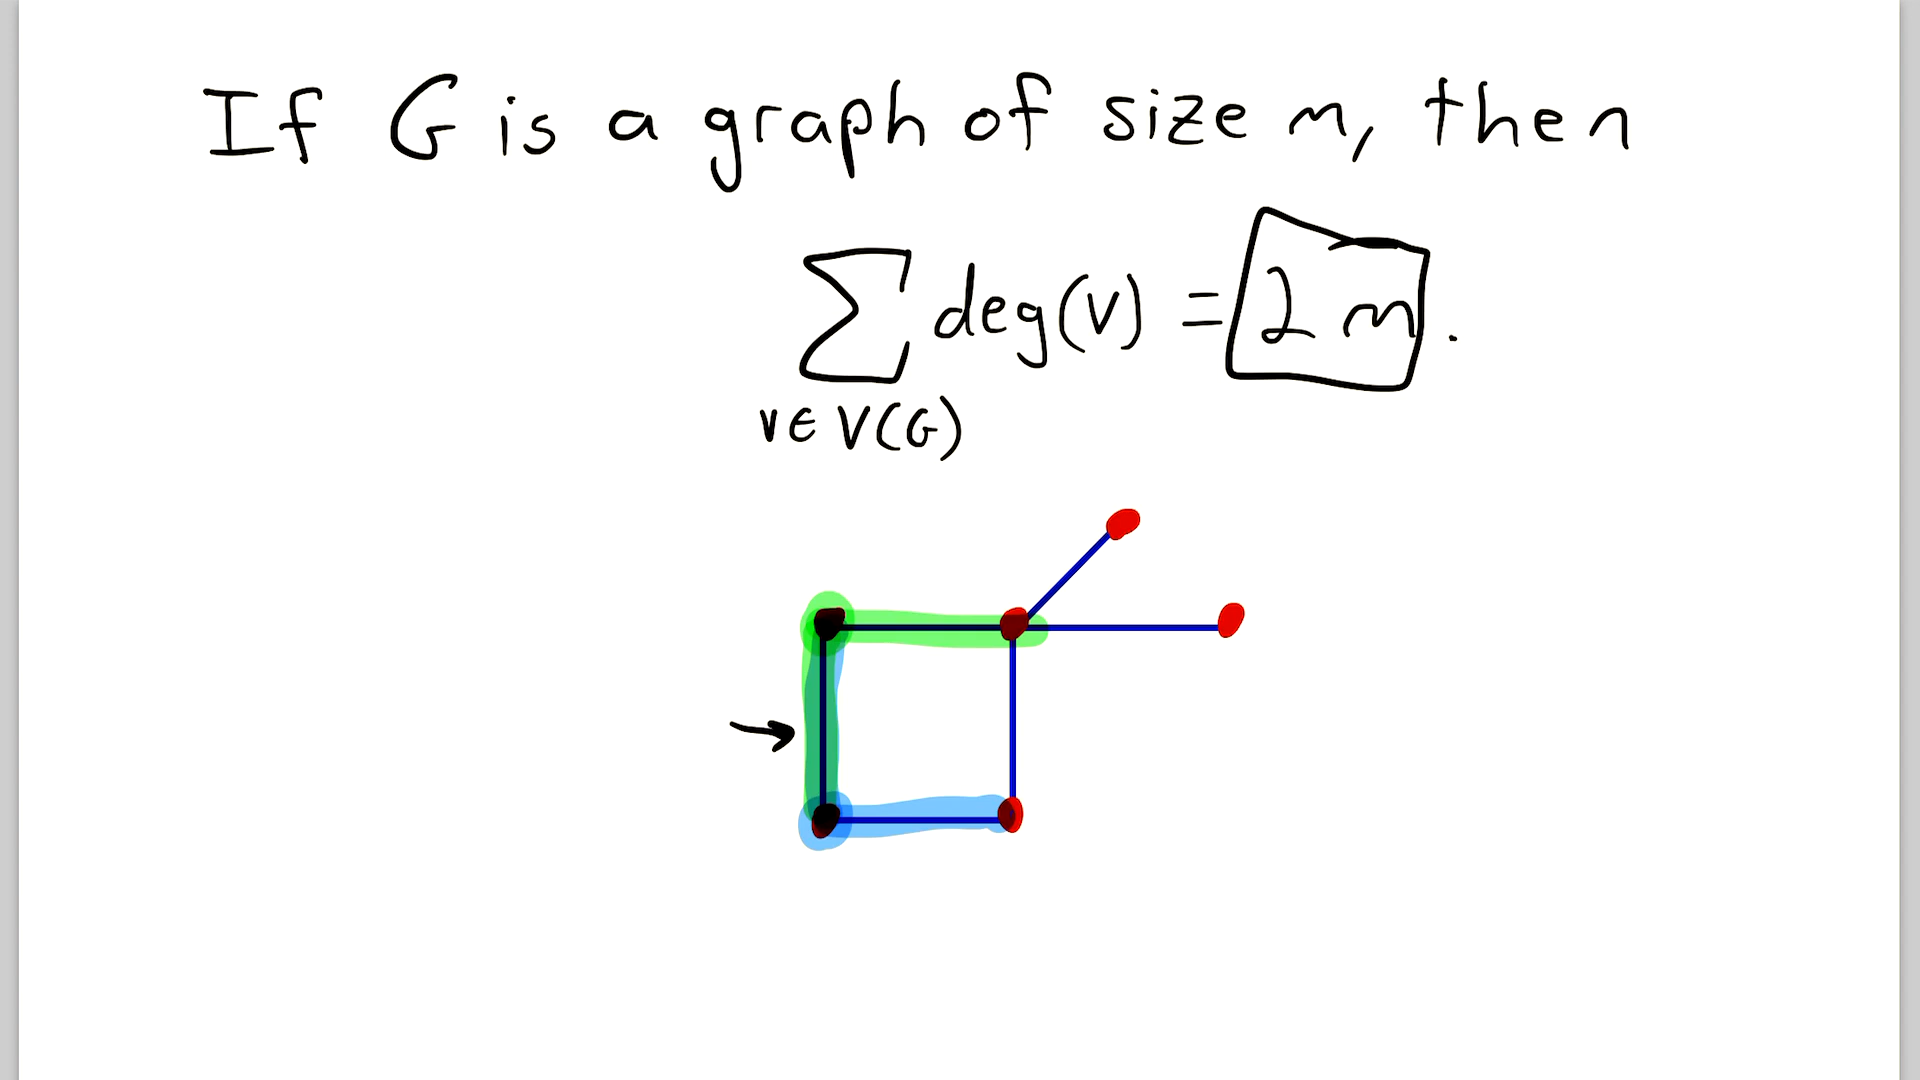 If G is a graph of size m, then
∑ deg(v) = 2m.
v∈V(G)